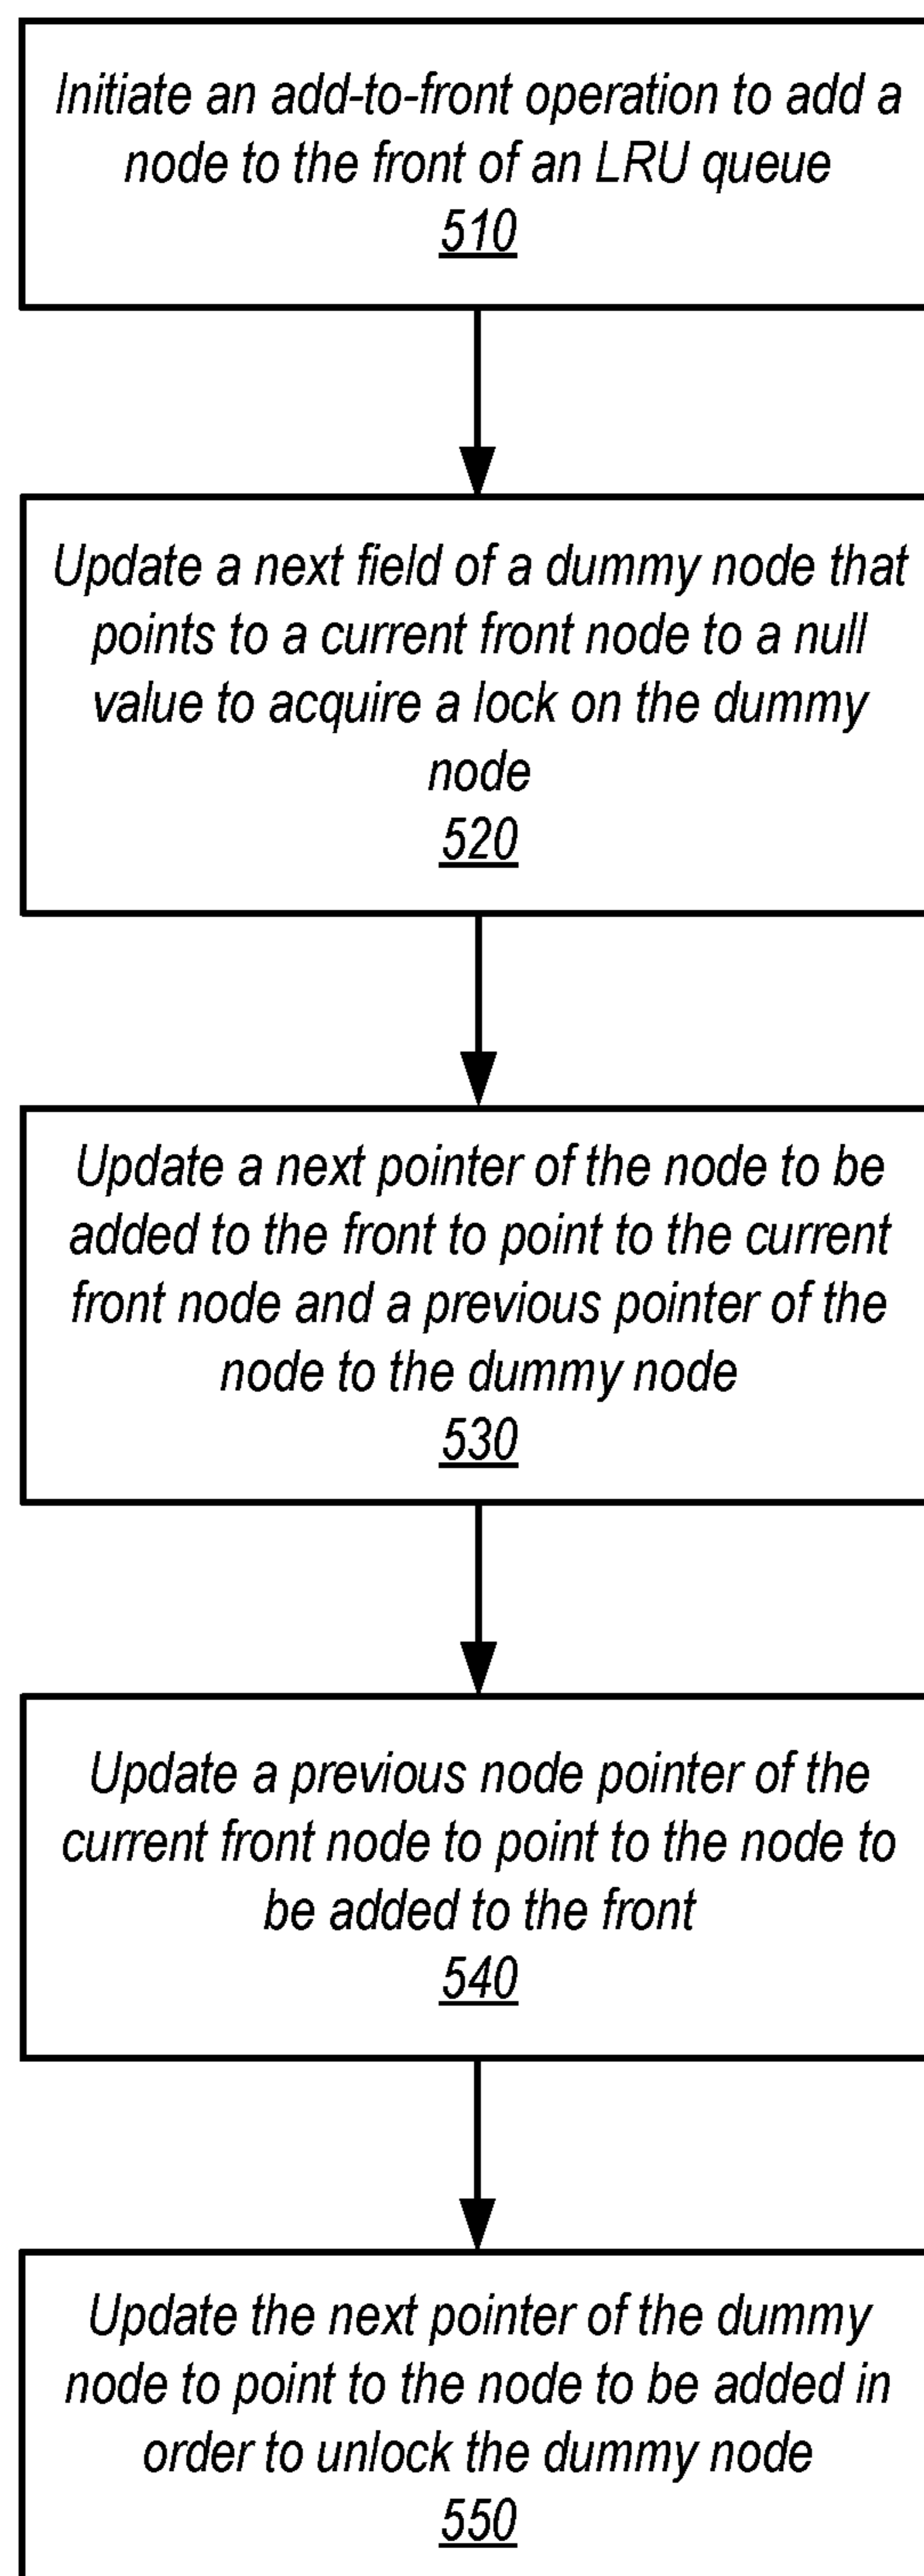 Initiate an add-to-front operation to add a
node to the front of an LRU queue
510
Update a next field of a dummy node that
points to a current front node to a null
value to acquire a lock on the dummy
node
520
Update a next pointer of the node to be
added to the front to point to the current
front node and a previous pointer of the
node to the dummy node
530
Update a previous node pointer of the
current front node to point to the node to
be added to the front
540
Update the next pointer of the dummy
node to point to the node to be added in
order to unlock the dummy node
550